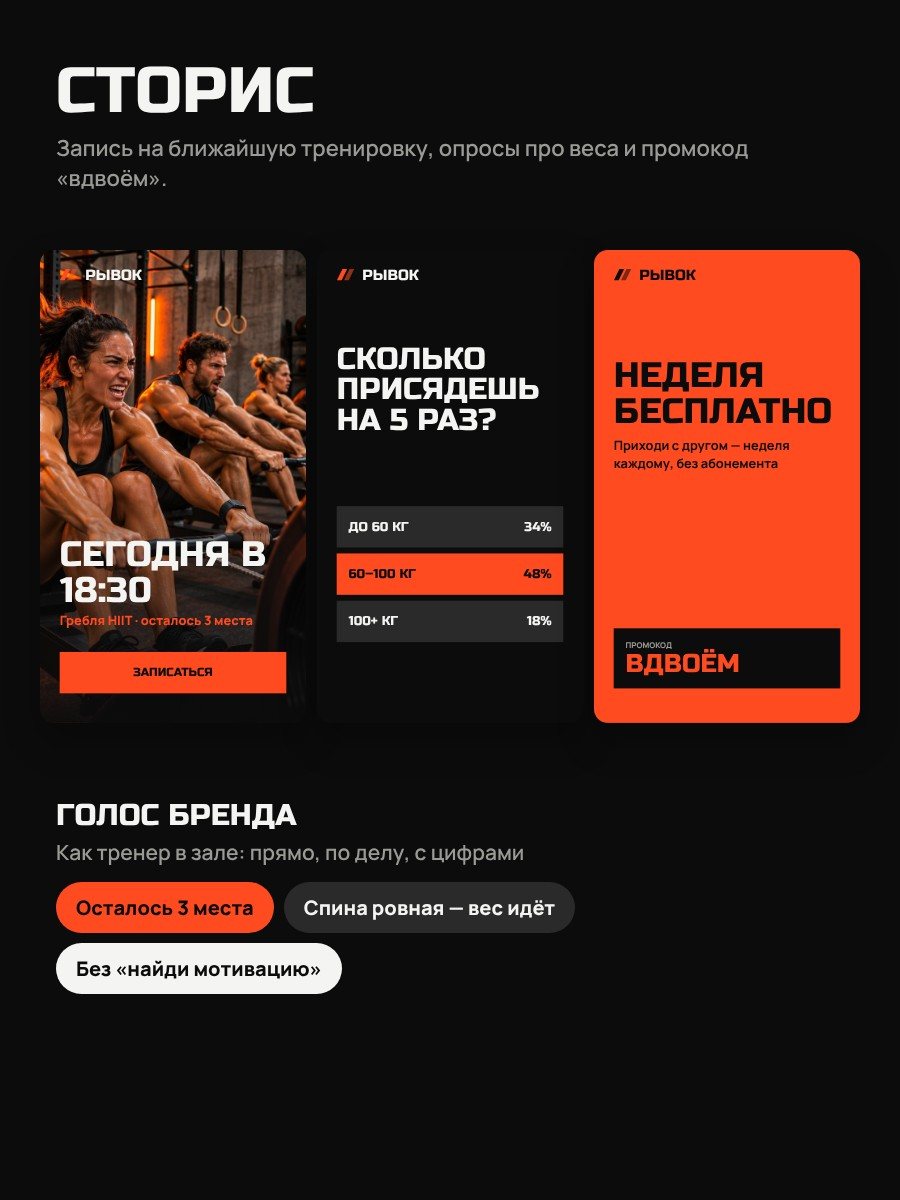 СТОРИС
Запись на ближайшую тренировку, опросы про веса и промокод
«вдвоём».
РЫВОК
СЕГОДНЯ В
18:30
Гребля HIIT · осталось 3 места
ЗАПИСАТЬСЯ
РЫВОК
СКОЛЬКО
ПРИСЯДЕШЬ
НА 5 РАЗ?
ДО 60 КГ 34%
60–100 КГ 48%
100+ КГ 18%
РЫВОК
НЕДЕЛЯ
БЕСПЛАТНО
Приходи с другом — неделя
каждому, без абонемента
ПРОМОКОД
ВДВОЁМ
ГОЛОС БРЕНДА
Как тренер в зале: прямо, по делу, с цифрами
Осталось 3 места
Спина ровная — вес идёт
Без «найди мотивацию»